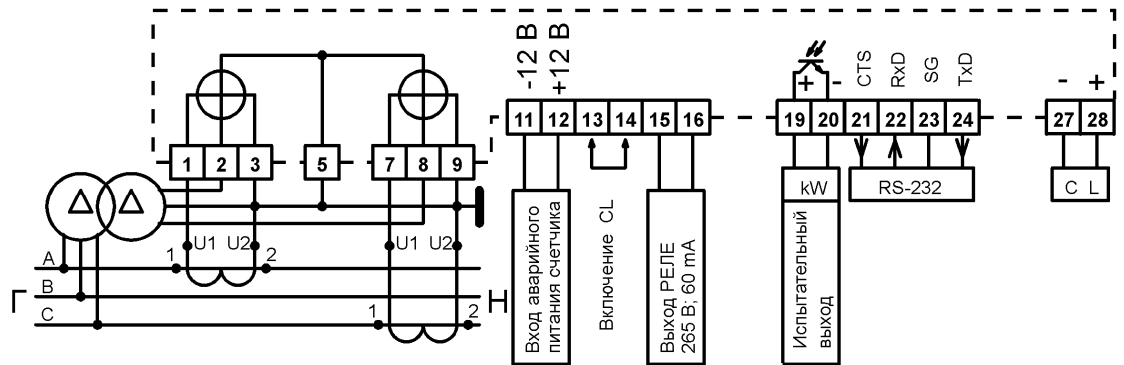 -12 В
+12 В
+ -
CTS
RxD
SG
TxD
- +
11 12 13 14 15 16
19 20 21 22 23 24
27 28
1 2 3 5 7 8 9
kW
RS-232
C L
U1 U2
U1 U2
A 1 2
B
C 1 2
Г
Н
Вход аварийного
питания счетчика
Включение CL
Выход РЕЛЕ
265 В; 60 mA
Испытательный
выход